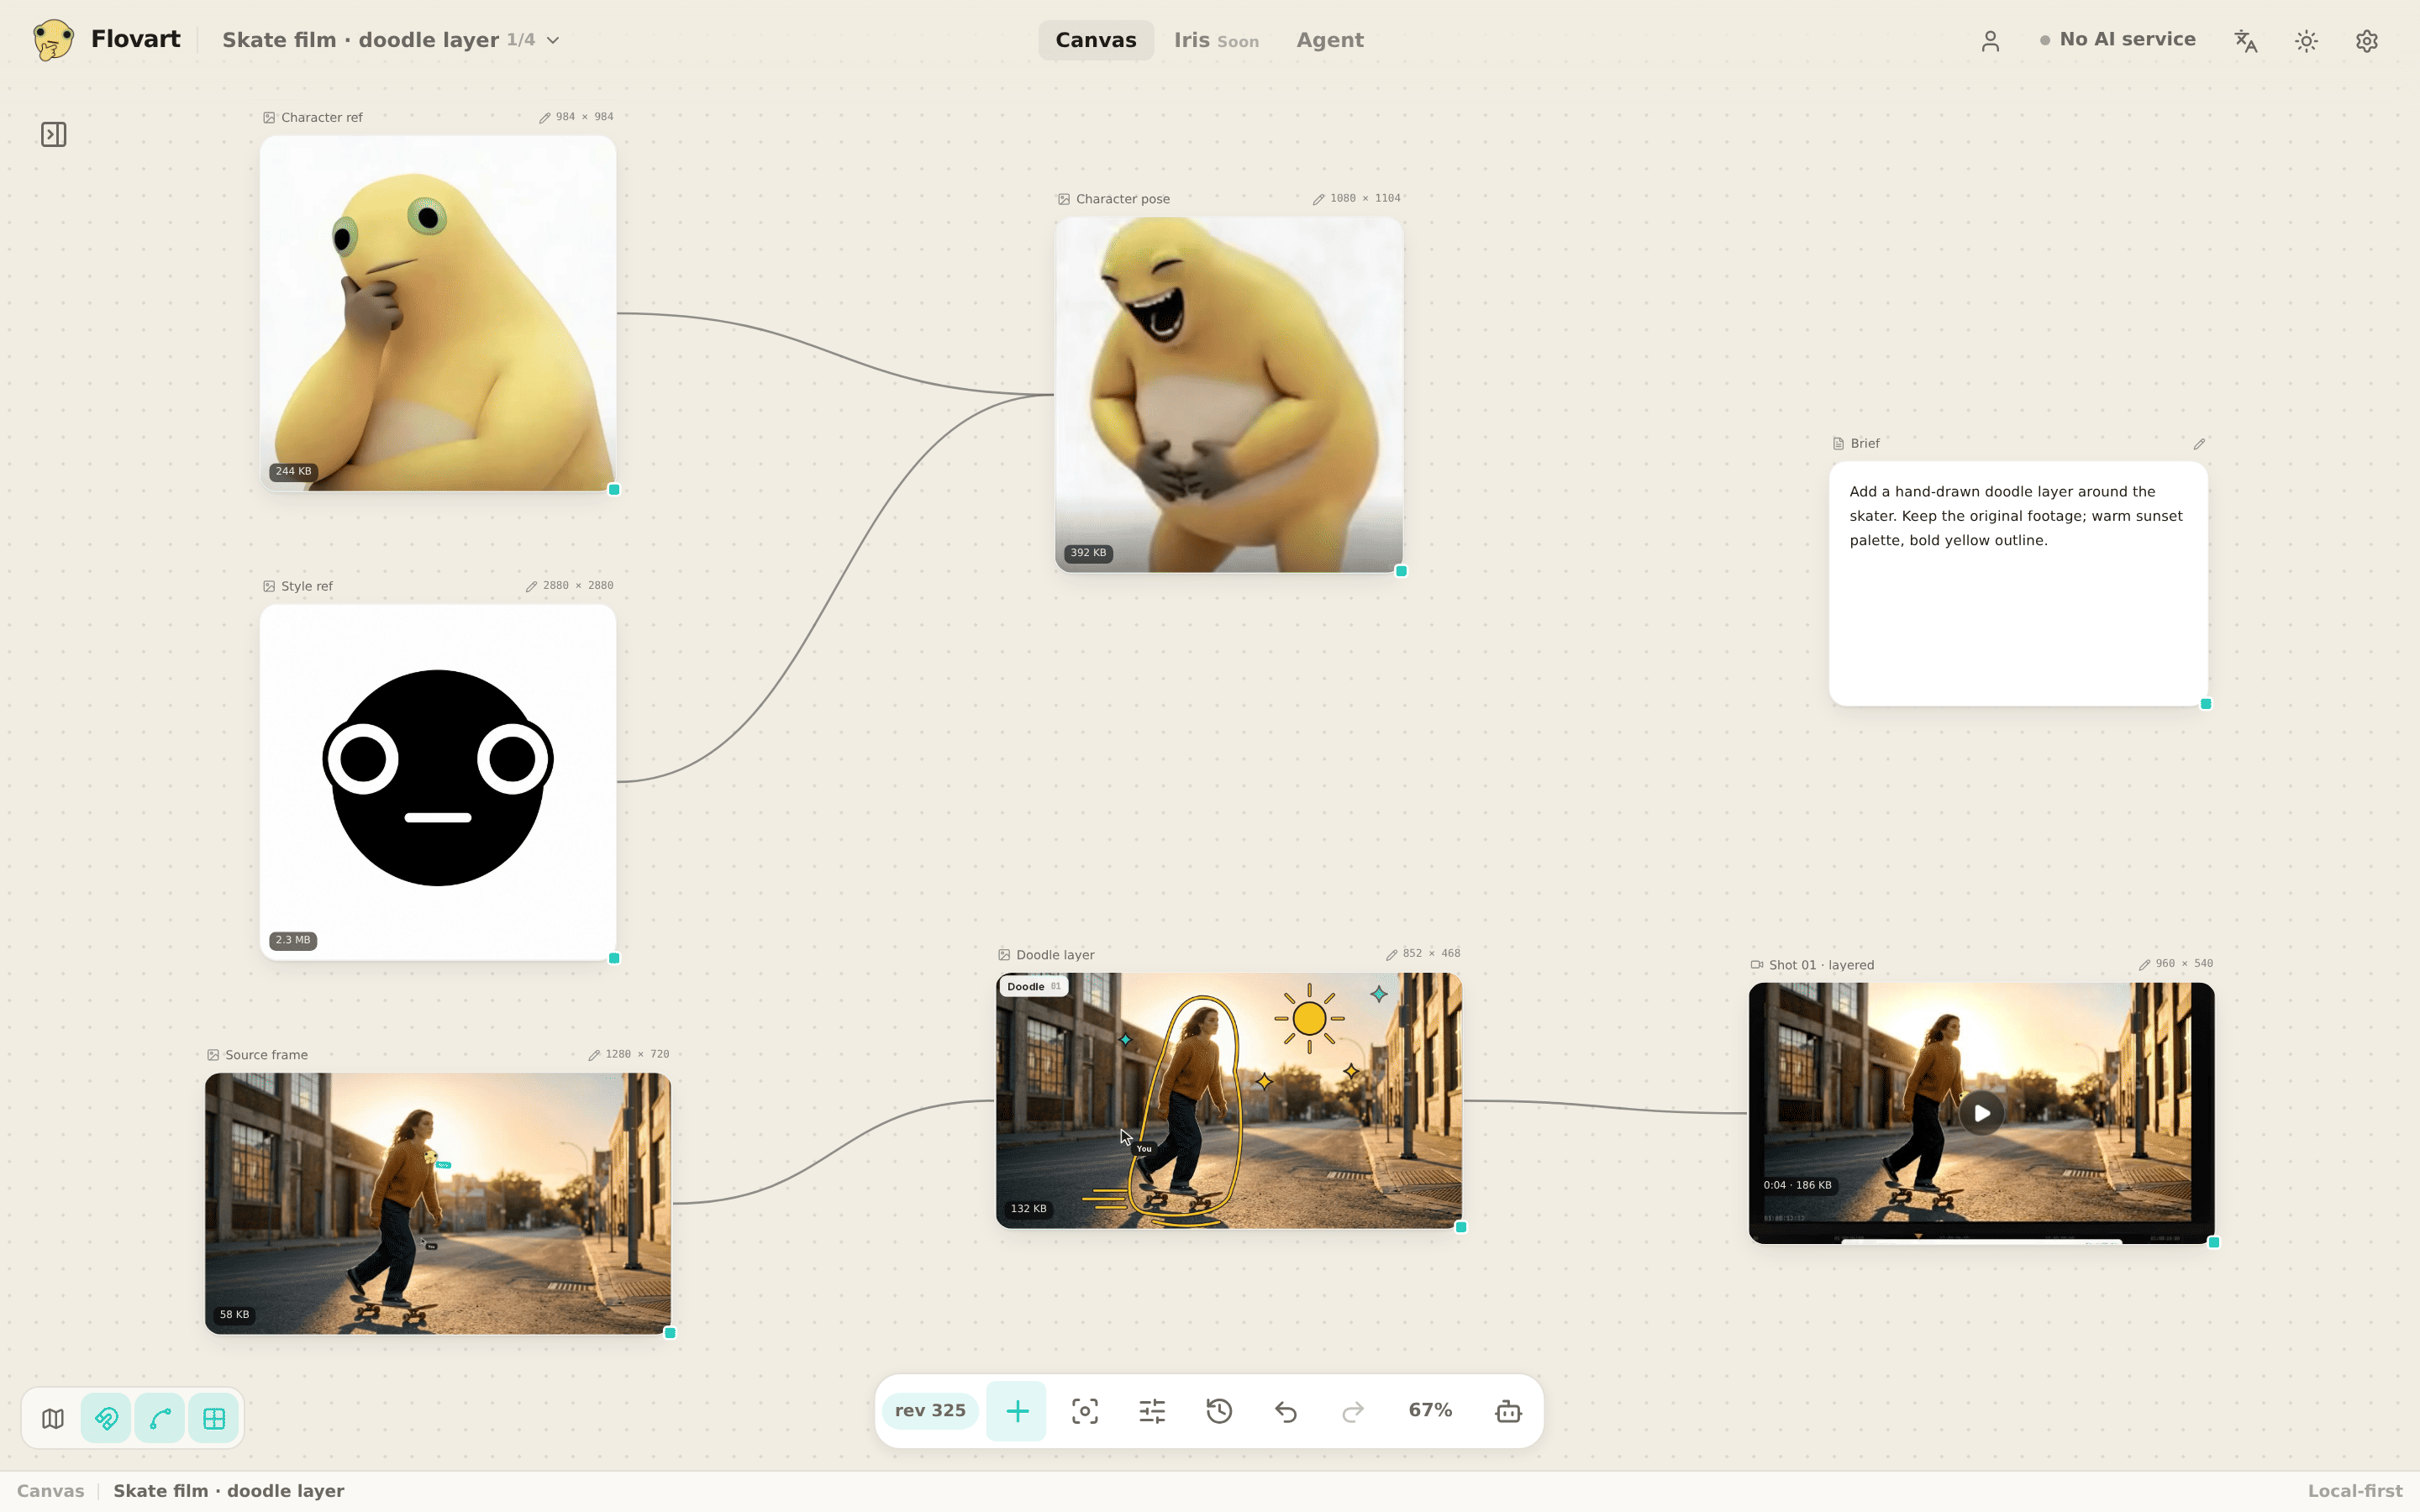 Flovart
Skate film · doodle layer 1/4
Canvas
Iris Soon
Agent
No AI service
Character ref
984 × 984
244 KB
Character pose
1080 × 1104
392 KB
Brief
Add a hand-drawn doodle layer around the
skater. Keep the original footage; warm sunset
palette, bold yellow outline.
Style ref
2880 × 2880
2.3 MB
Source frame
1280 × 720
You
58 KB
Doodle layer
852 × 468
Doodle 01
You
132 KB
Shot 01 · layered
960 × 540
0:04 · 186 KB
rev 325
67%
Canvas
Skate film · doodle layer
Local-first